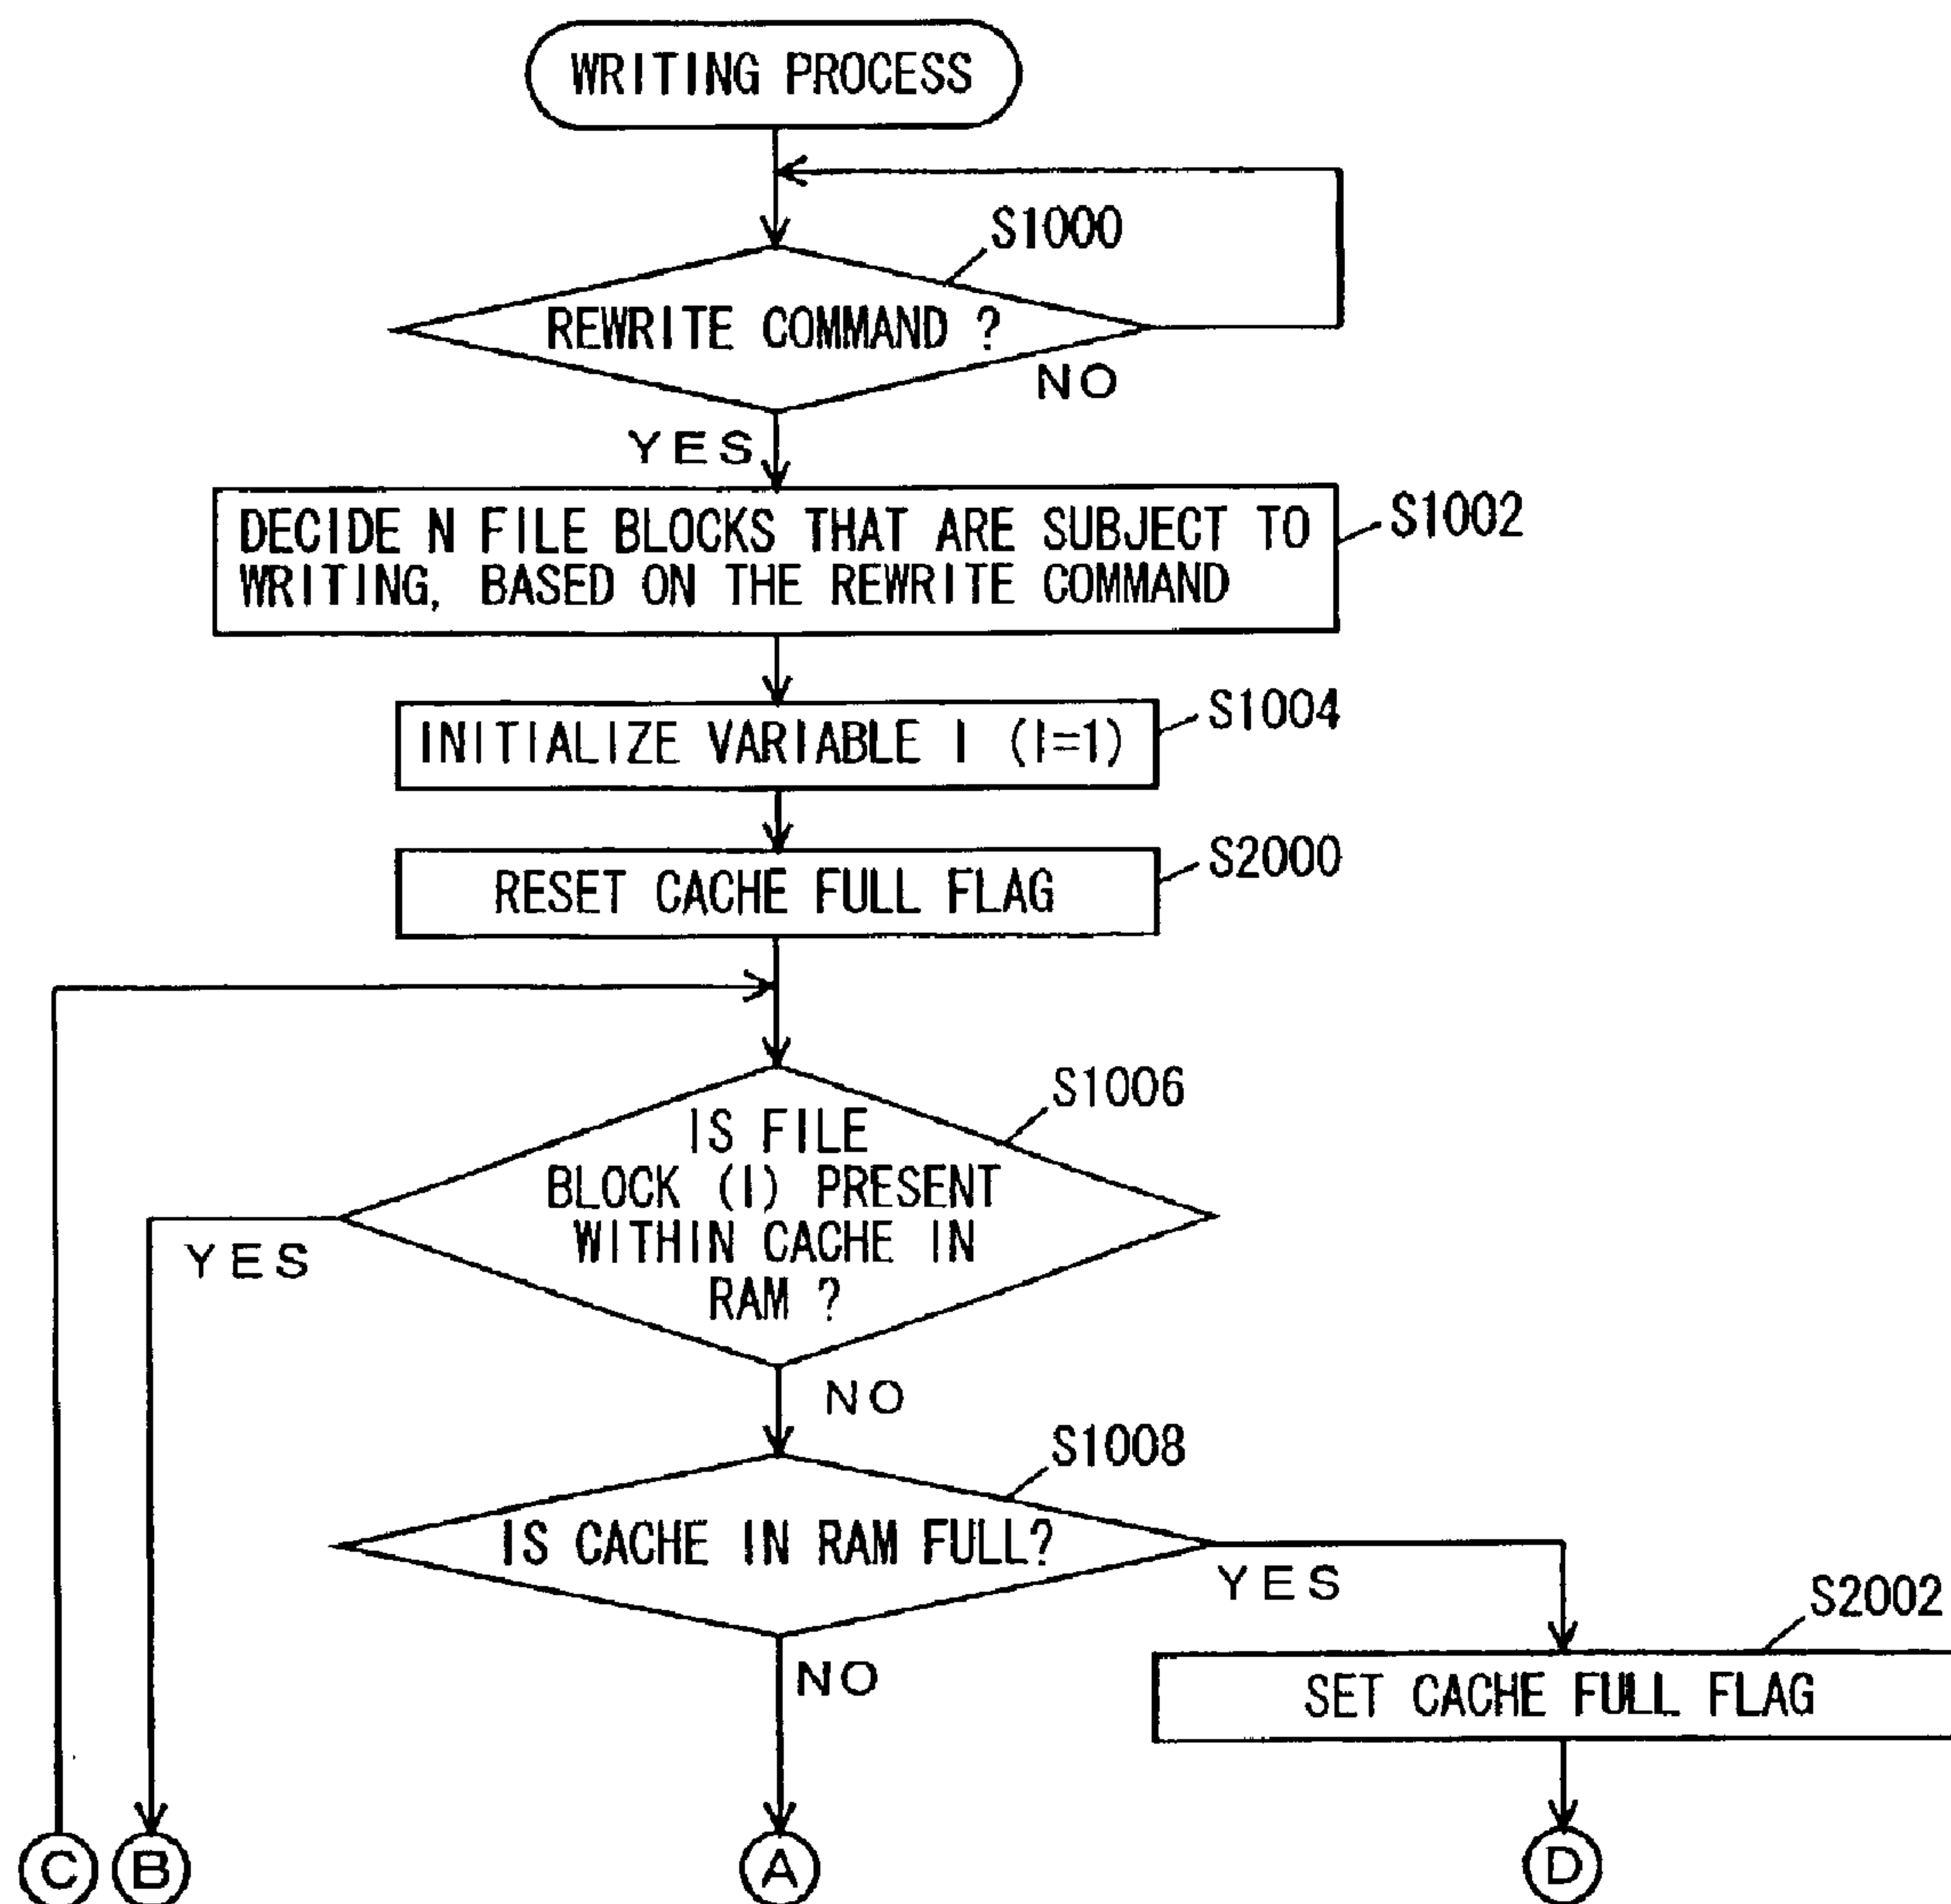 WRITING PROCESS
S1000
REWRITE COMMAND ?
NO
YES
DECIDE N FILE BLOCKS THAT ARE SUBJECT TO
WRITING, BASED ON THE REWRITE COMMAND
S1002
INITIALIZE VARIABLE I (I=1)
S1004
RESET CACHE FULL FLAG
S2000
S1006
IS FILE
BLOCK (I) PRESENT
WITHIN CACHE IN
RAM ?
YES
NO
S1008
IS CACHE IN RAM FULL?
YES
NO
S2002
SET CACHE FULL FLAG
C B A D